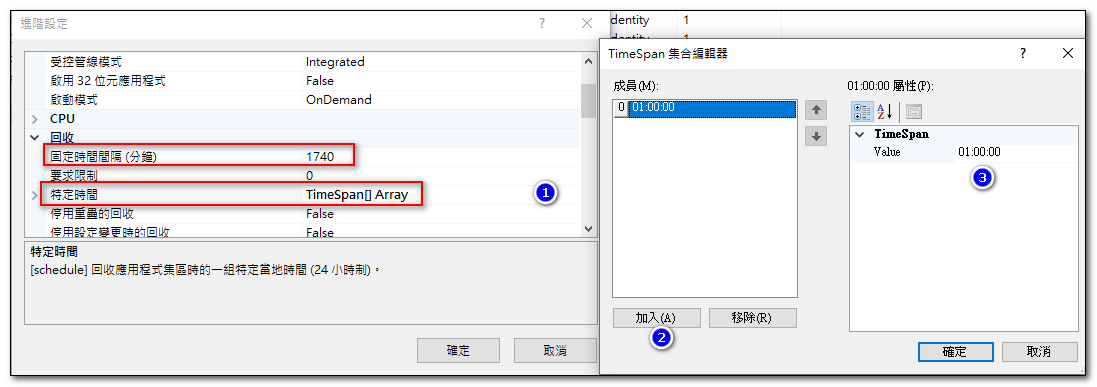 進階設定
受控管線模式 Integrated
啟用 32 位元應用程式 False
啟動模式 OnDemand
CPU
回收
固定時間間隔 (分鐘) 1740
要求限制 0
特定時間 TimeSpan[] Array
1
停用重疊的回收 False
停用設定變更時的回收 False
特定時間
[schedule] 回收應用程式集區時的一組特定當地時間 (24 小時制)。
確定 取消
dentity 1
dentity 1
TimeSpan 集合編輯器
成員(M):
0 01:00:00
加入(A) 移除(R)
2
01:00:00 屬性(P):
TimeSpan
Value 01:00:00
3
確定 取消